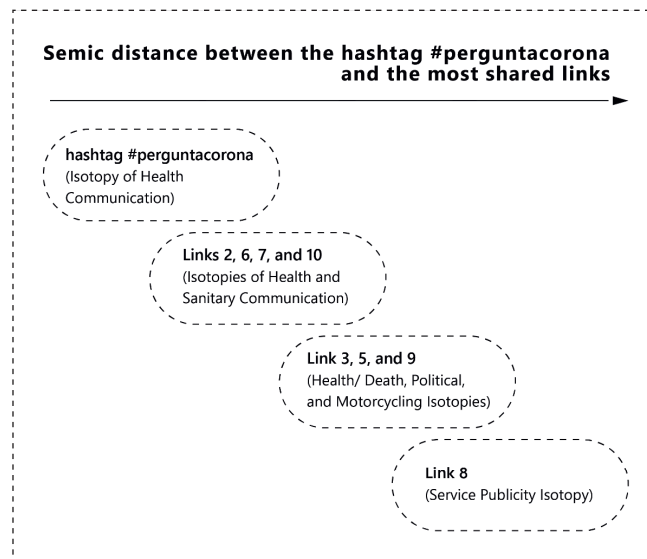 Semic distance between the hashtag #perguntacorona
and the most shared links
hashtag #perguntacorona
(Isotopy of Health
Communication)
Links 2, 6, 7, and 10
(Isotopies of Health and
Sanitary Communication)
Link 3, 5, and 9
(Health/ Death, Political,
and Motorcycling Isotopies)
Link 8
(Service Publicity Isotopy)